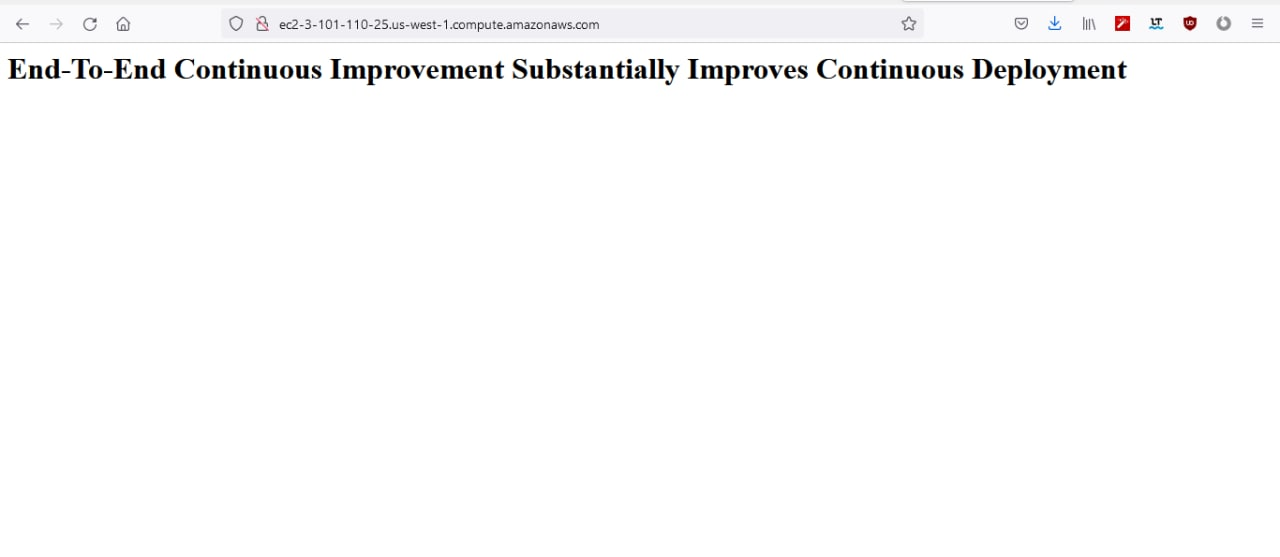 ec2-3-101-110-25.us-west-1.compute.amazonaws.com
LT
End-To-End Continuous Improvement Substantially Improves Continuous Deployment